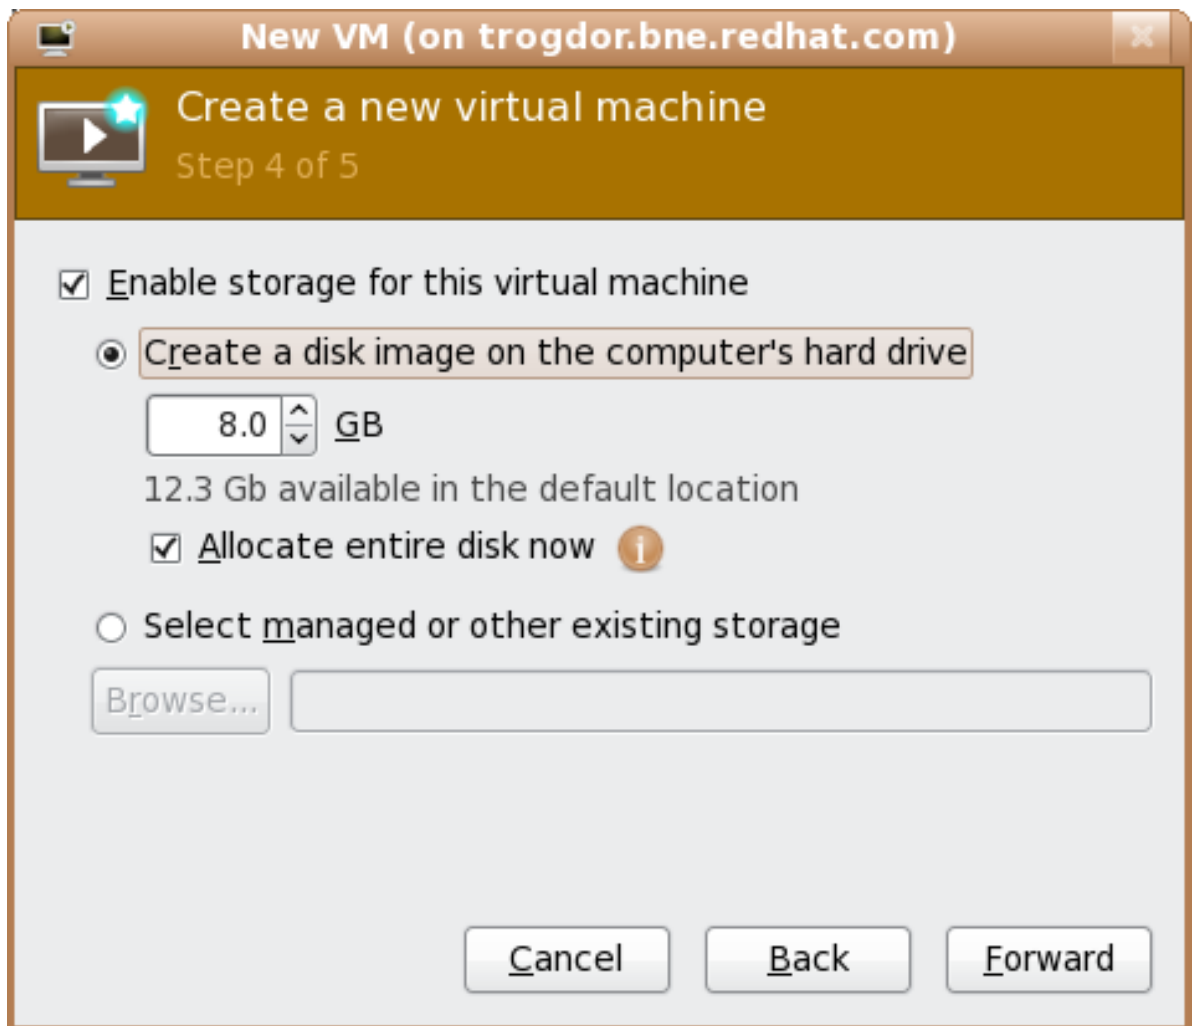 New VM (on trogdor.bne.redhat.com)
Create a new virtual machine
Step 4 of 5
Enable storage for this virtual machine
Create a disk image on the computer's hard drive
8.0 GB
12.3 Gb available in the default location
Allocate entire disk now i
Select managed or other existing storage
Browse...
Cancel Back Forward